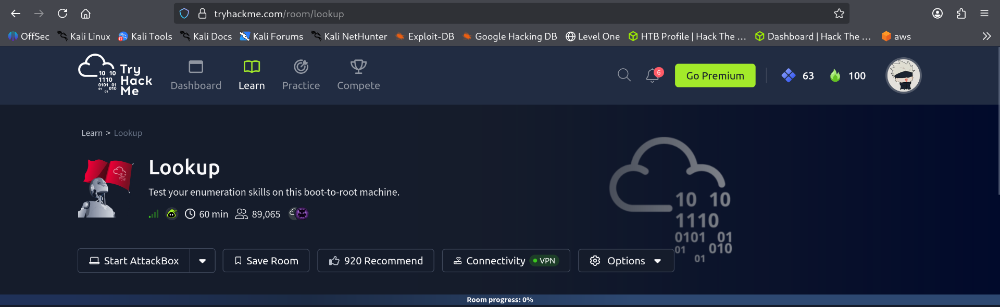 tryhackme.com/room/lookup
OffSec Kali Linux Kali Tools Kali Docs Kali Forums Kali NetHunter Exploit-DB Google Hacking DB Level One HTB Profile | Hack The ... Dashboard | Hack The ... aws
Try
Hack
Me
10 10
1110
0101 01
01 010
01
Dashboard Learn Practice Compete
6
Go Premium 63 100
Learn > Lookup
Lookup
Test your enumeration skills on this boot-to-root machine.
60 min 89,065
10 10
1110
0101 01
01 010
01
Start AttackBox Save Room 920 Recommend Connectivity VPN Options
Room progress: 0%